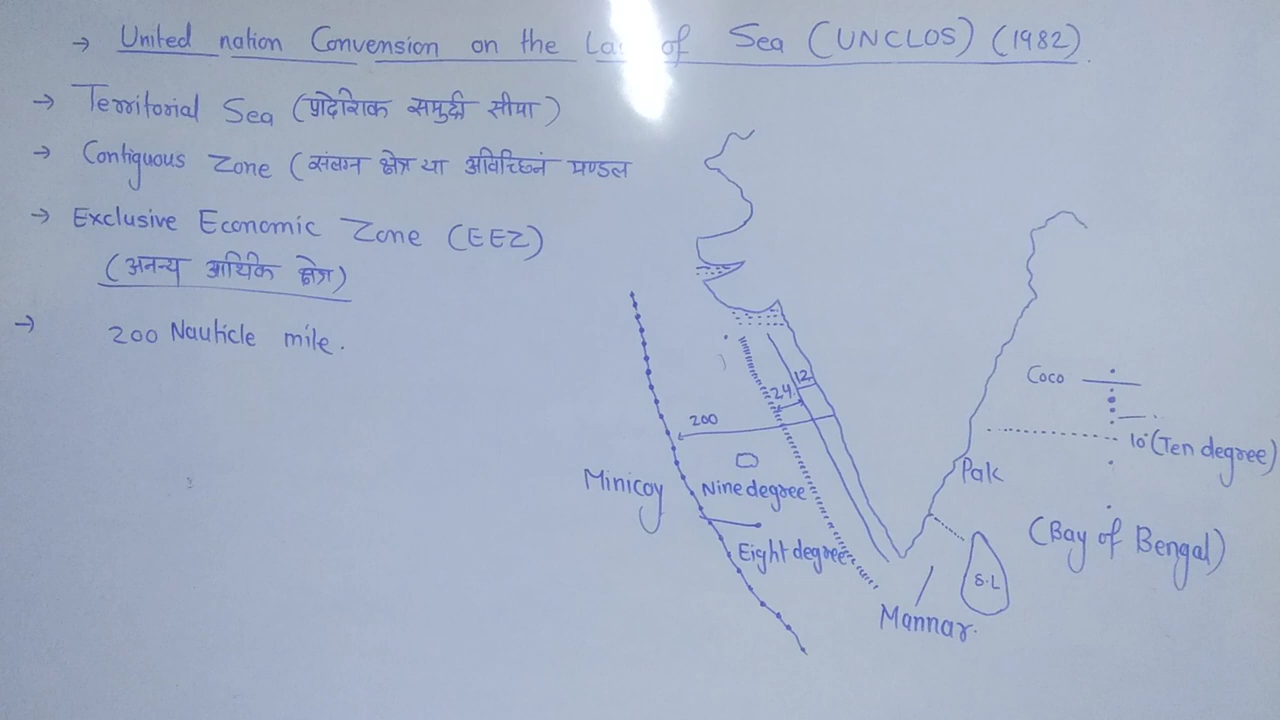 → United nation Convension on the La of Sea (UNCLOS) (1982).
→ Territorial Sea (प्रादेशिक समुद्री सीमा)
→ Contiguous Zone (संलग्न क्षेत्र या अविच्छिनं मण्डल
→ Exclusive Economic Zone (EEZ)
(अनन्य आर्थिक क्षेत्र)
→ 200 Nauticle mile.
12
24
200
Coco
10° (Ten degree)
Pak
Minicoy
Nine degree
Eight degree
(Bay of Bengal)
S.L
Mannar.